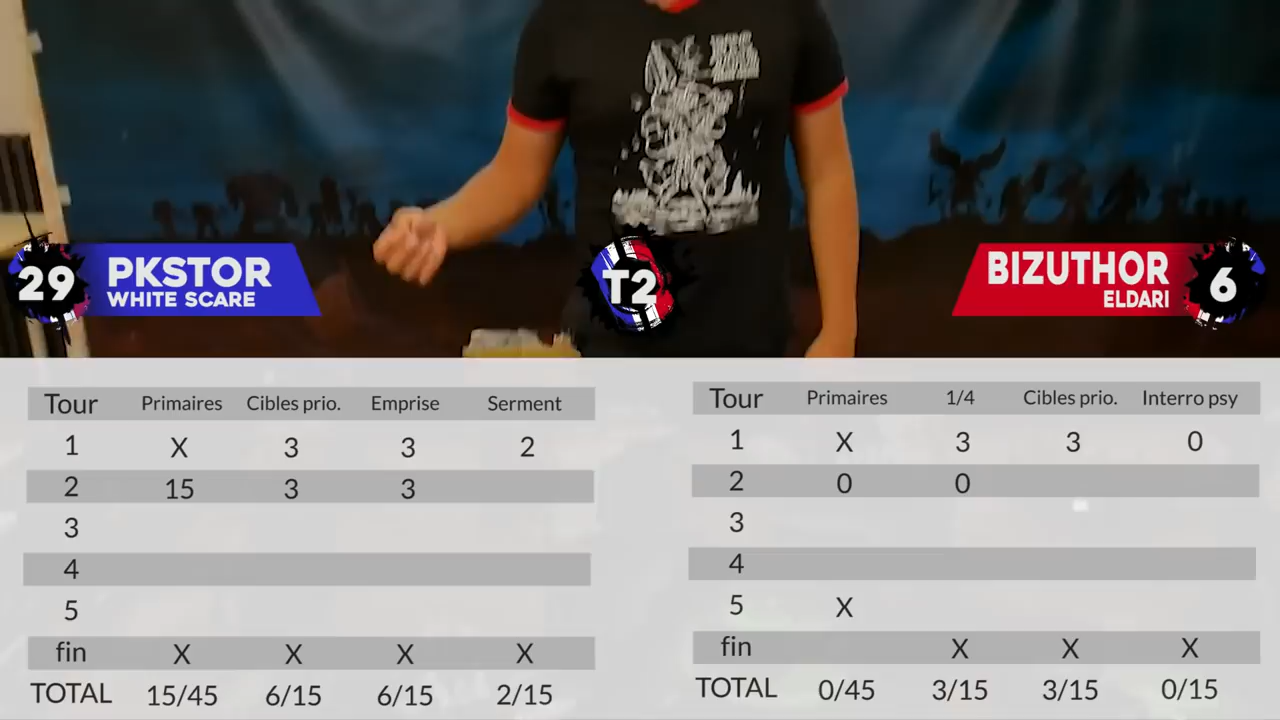 29 PKSTOR
WHITE SCARE
T2
BIZUTHOR 6
ELDARI
Tour Primaires Cibles prio. Emprise Serment
1 X 3 3 2
2 15 3 3
3
4
5
fin X X X X
TOTAL 15/45 6/15 6/15 2/15
Tour Primaires 1/4 Cibles prio. Interro psy
1 X 3 3 0
2 0 0
3
4
5 X
fin X X X
TOTAL 0/45 3/15 3/15 0/15